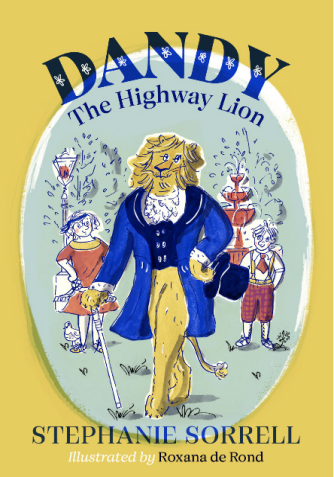 DANDY
The Highway Lion
STEPHANIE SORRELL
Illustrated by Roxana de Rond